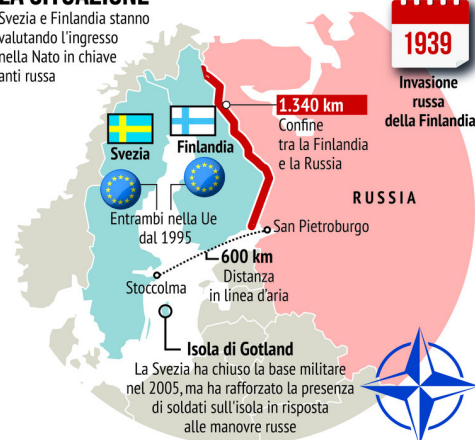 LA SITUAZIONE
Svezia e Finlandia stanno
valutando l'ingresso
nella Nato in chiave
anti russa
1939
Invasione
russa
della Finlandia
1.340 km
Confine
tra la Finlandia
e la Russia
Svezia
Finlandia
RUSSIA
Entrambi nella Ue
dal 1995
San Pietroburgo
600 km
Distanza
in linea d'aria
Stoccolma
Isola di Gotland
La Svezia ha chiuso la base militare
nel 2005, ma ha rafforzato la presenza
di soldati sull'isola in risposta
alle manovre russe